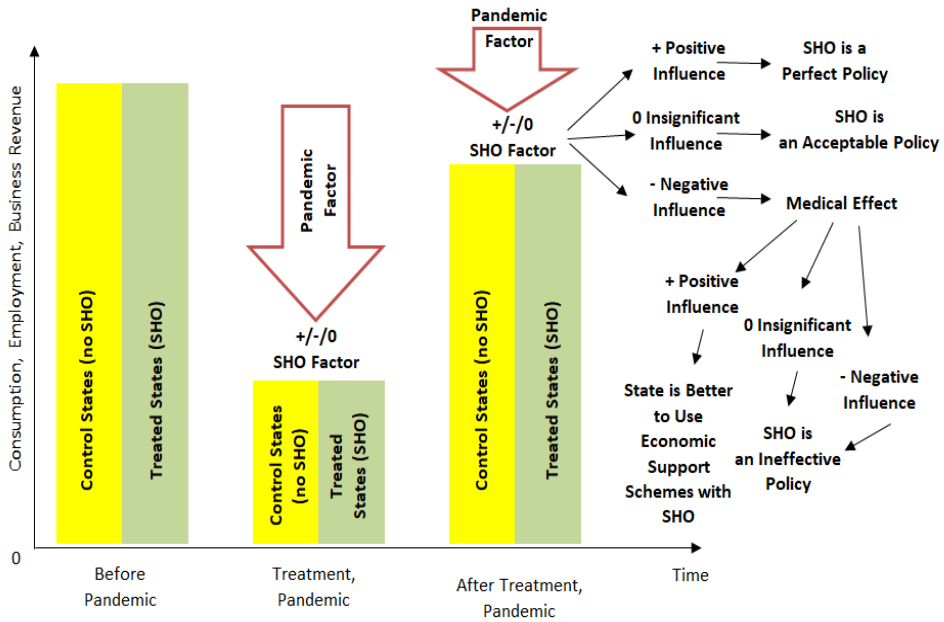 Consumption, Employment, Business Revenue
0
Control States (no SHO)
Treated States (SHO)
Before
Pandemic
Pandemic
Factor
+/-/0
SHO Factor
Control States
(no SHO)
Treated
States (SHO)
Treatment,
Pandemic
Pandemic
Factor
+/-/0
SHO Factor
Control States (no SHO)
Treated States (SHO)
After Treatment,
Pandemic
Time
+ Positive
Influence
SHO is a
Perfect Policy
0 Insignificant
Influence
SHO is
an Acceptable Policy
- Negative
Influence
Medical Effect
+ Positive
Influence
0 Insignificant
Influence
- Negative
Influence
State is Better
to Use
Economic
Support
Schemes with
SHO
SHO is
an Ineffective
Policy